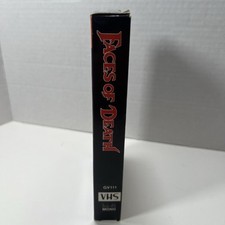 FACES OF DEATH
VHS